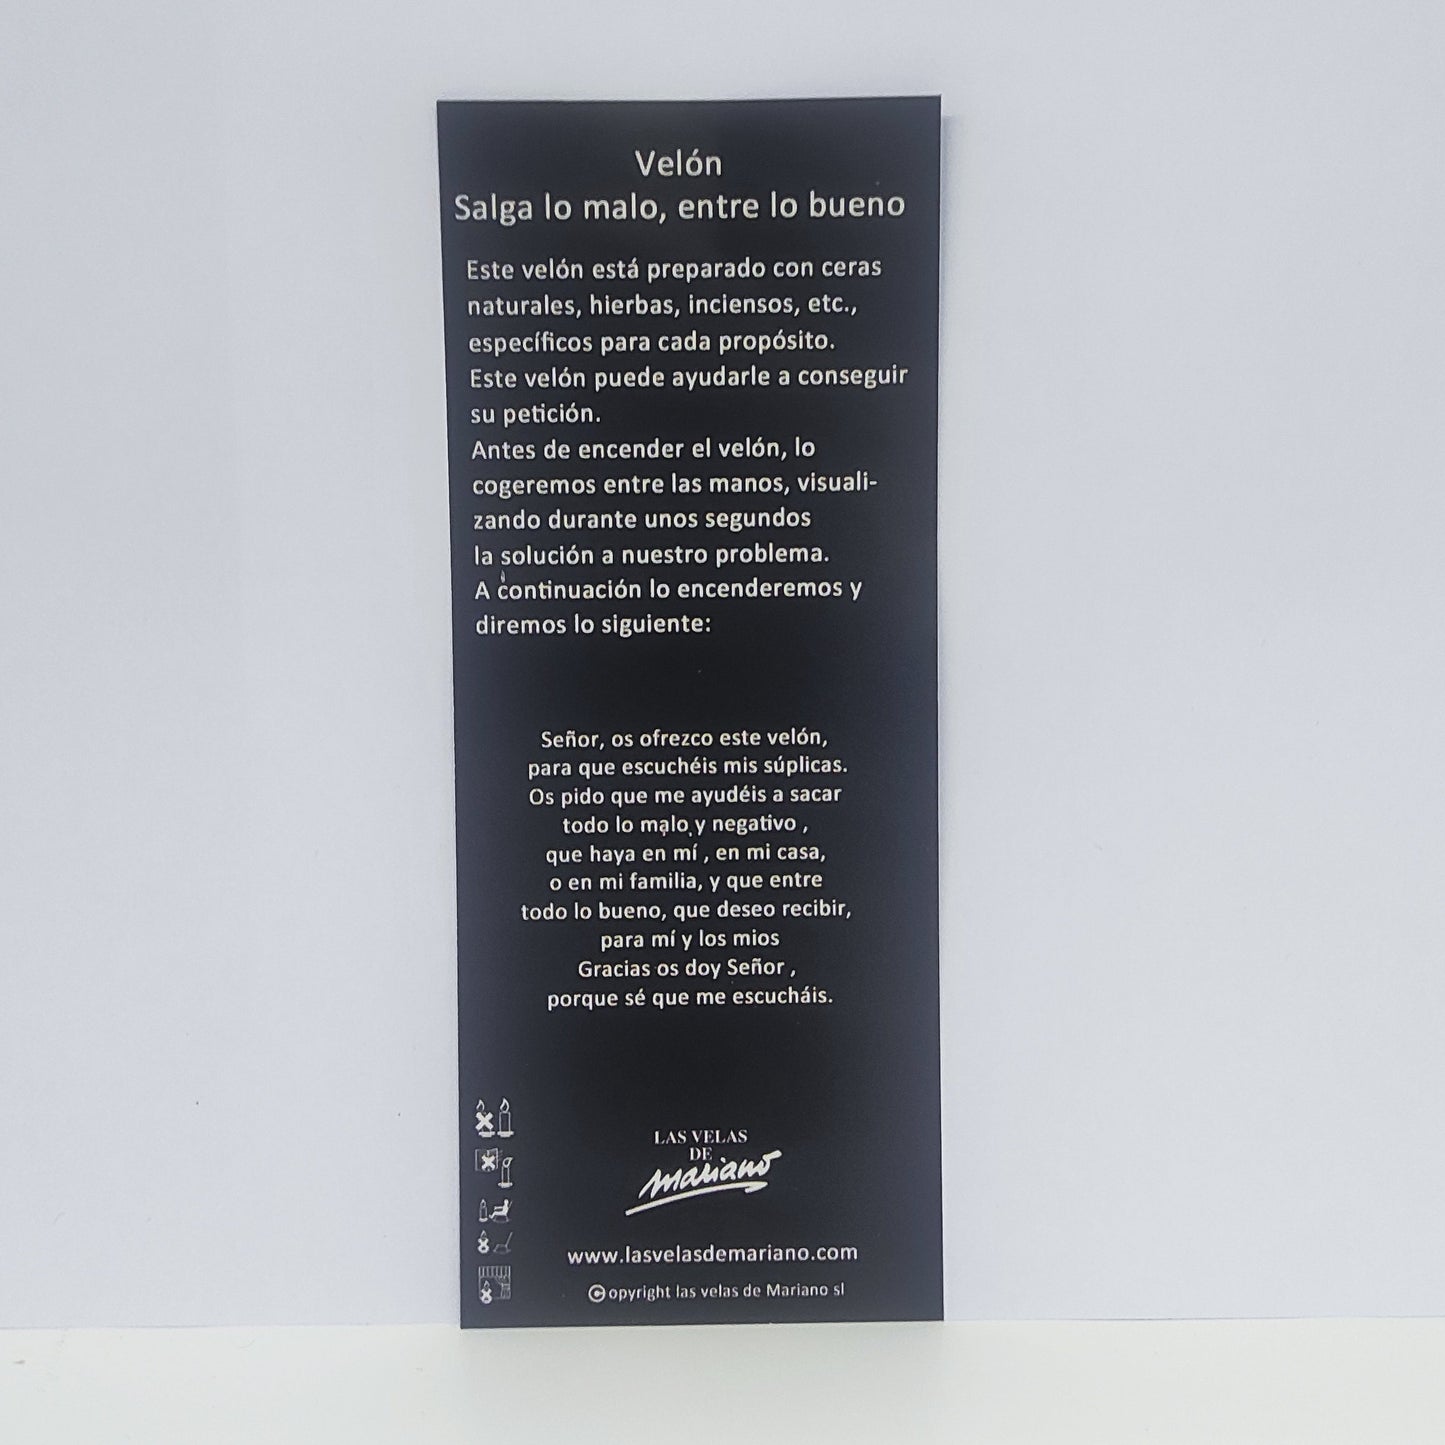 Velón
Salga lo malo, entre lo bueno
Este velón está preparado con ceras
naturales, hierbas, inciensos, etc.,
específicos para cada propósito.
Este velón puede ayudarle a conseguir
su petición.
Antes de encender el velón, lo
cogeremos entre las manos, visuali-
zando durante unos segundos
la solución a nuestro problema.
A continuación lo encenderemos y
diremos lo siguiente:
Señor, os ofrezco este velón,
para que escuchéis mis súplicas.
Os pido que me ayudéis a sacar
todo lo malo y negativo ,
que haya en mí , en mi casa,
o en mi familia, y que entre
todo lo bueno, que deseo recibir,
para mí y los mios
Gracias os doy Señor ,
porque sé que me escucháis.
LAS VELAS
DE
Mariano
www.lasvelasdemariano.com
©opyright las velas de Mariano sl